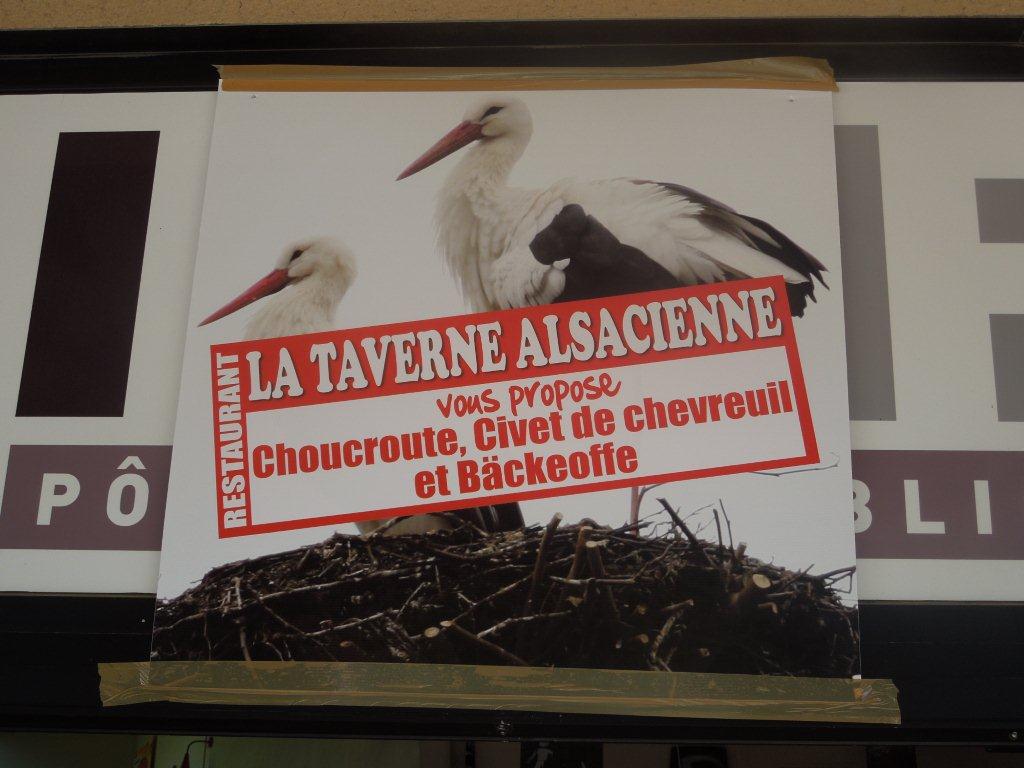 RESTAURANT
LA TAVERNE ALSACIENNE
vous propose
Choucroute, Civet de chevreuil
et Bäckeoffe
PÔ
BLI